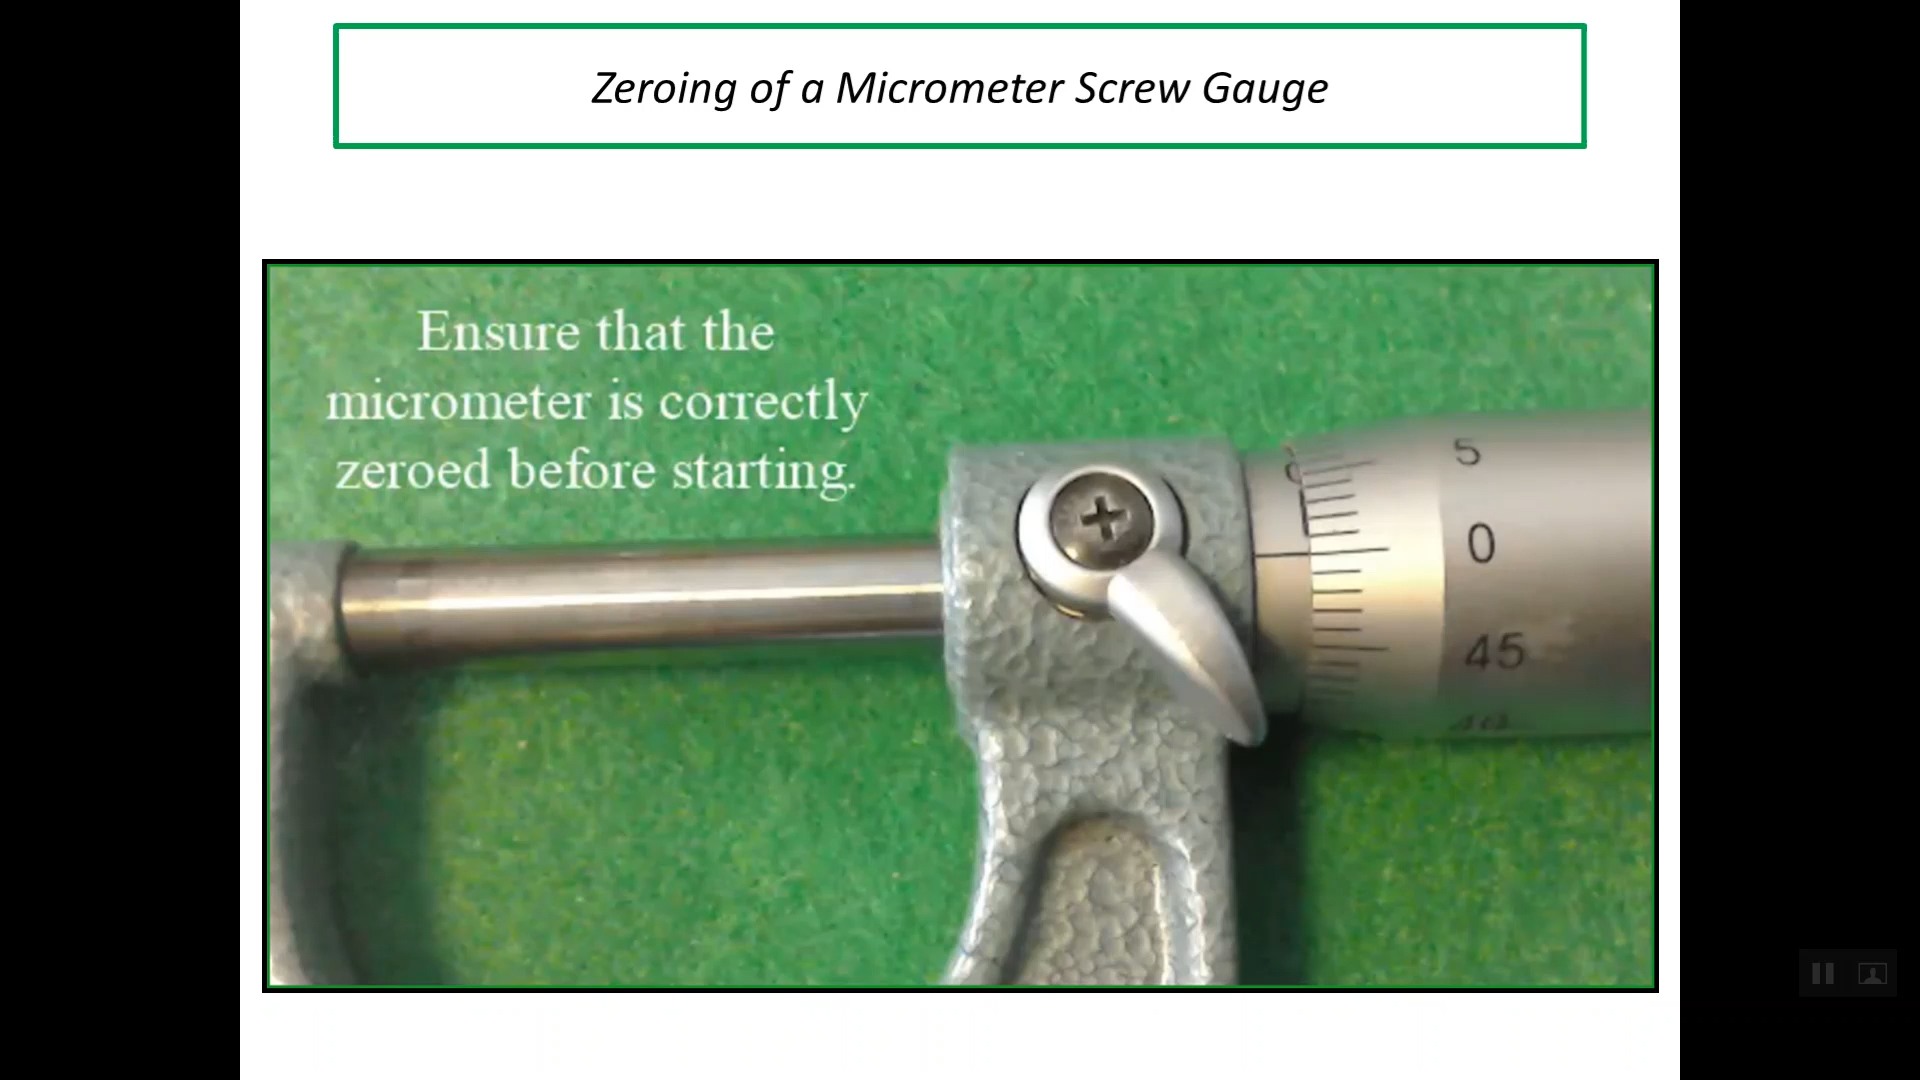 Zeroing of a Micrometer Screw Gauge
Ensure that the
micrometer is correctly
zeroed before starting.
5
0
45